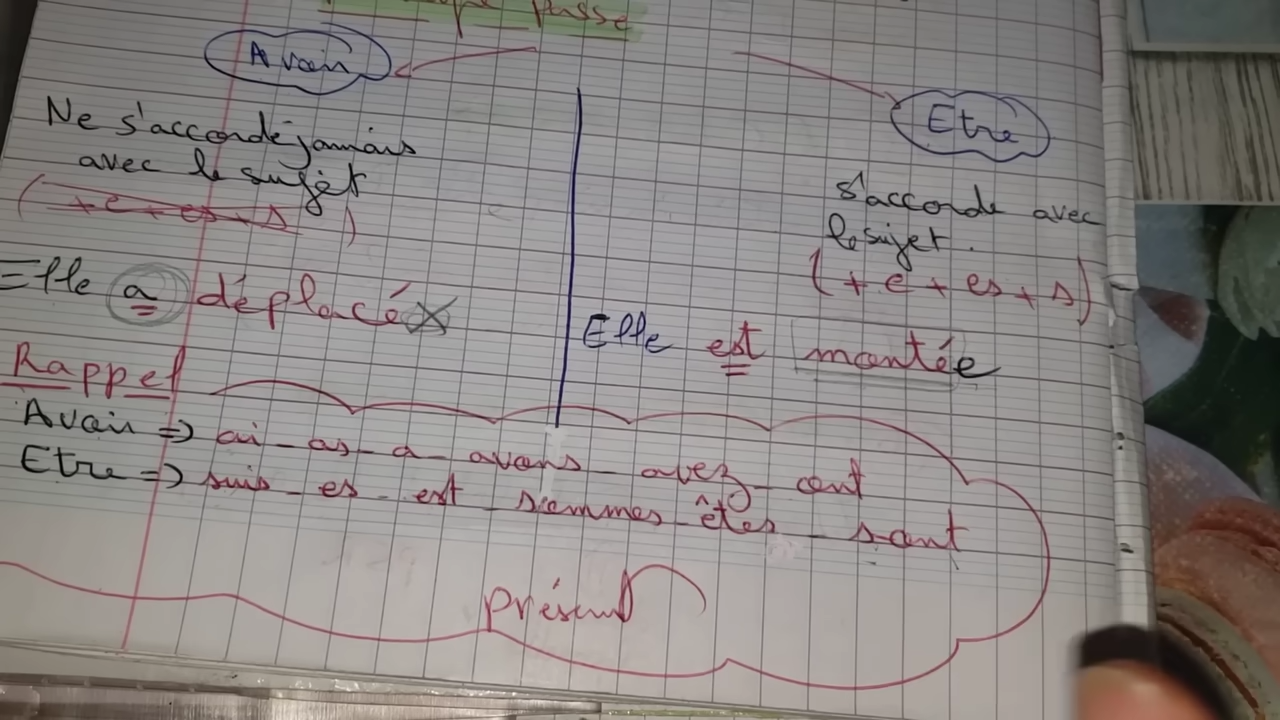 passé
Avoir
Etre
Ne s'accorde jamais
avec le sujet
(+e +es +s)
s'accorde avec
le sujet.
(+e +es +s)
Elle a déplacé
Elle est montée
Rappel
Avoir => ai - as - a - avons - avez - ont
Etre => suis - es - est - sommes - êtes - sont
présent